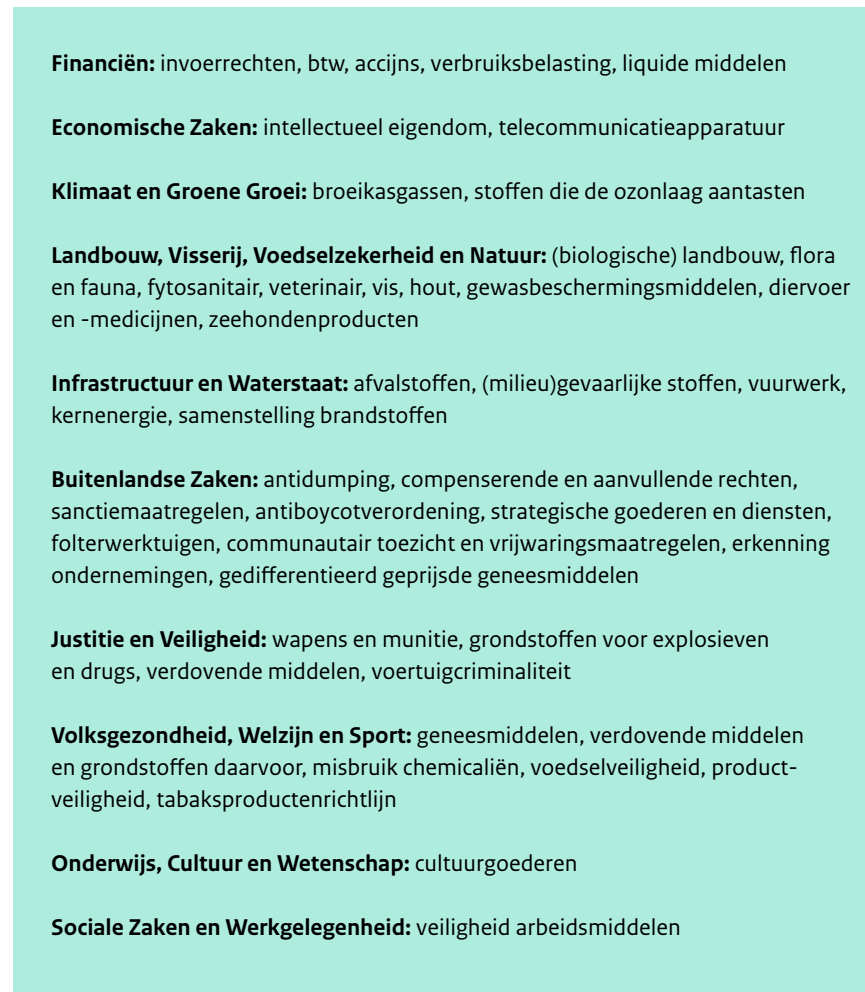 Financiën: invoerrechten, btw, accijns, verbruiksbelasting, liquide middelen
Economische Zaken: intellectueel eigendom, telecommunicatieapparatuur
Klimaat en Groene Groei: broeikasgassen, stoffen die de ozonlaag aantasten
Landbouw, Visserij, Voedselzekerheid en Natuur: (biologische) landbouw, flora
en fauna, fytosanitair, veterinair, vis, hout, gewasbeschermingsmiddelen, diervoer
en -medicijnen, zeehondenproducten
Infrastructuur en Waterstaat: afvalstoffen, (milieu)gevaarlijke stoffen, vuurwerk,
kernenergie, samenstelling brandstoffen
Buitenlandse Zaken: antidumping, compenserende en aanvullende rechten,
sanctiemaatregelen, antiboycotverordening, strategische goederen en diensten,
folterwerktuigen, communautair toezicht en vrijwaringsmaatregelen, erkenning
ondernemingen, gedifferentieerd geprijsde geneesmiddelen
Justitie en Veiligheid: wapens en munitie, grondstoffen voor explosieven
en drugs, verdovende middelen, voertuigcriminaliteit
Volksgezondheid, Welzijn en Sport: geneesmiddelen, verdovende middelen
en grondstoffen daarvoor, misbruik chemicaliën, voedselveiligheid, product-
veiligheid, tabaksproductenrichtlijn
Onderwijs, Cultuur en Wetenschap: cultuurgoederen
Sociale Zaken en Werkgelegenheid: veiligheid arbeidsmiddelen